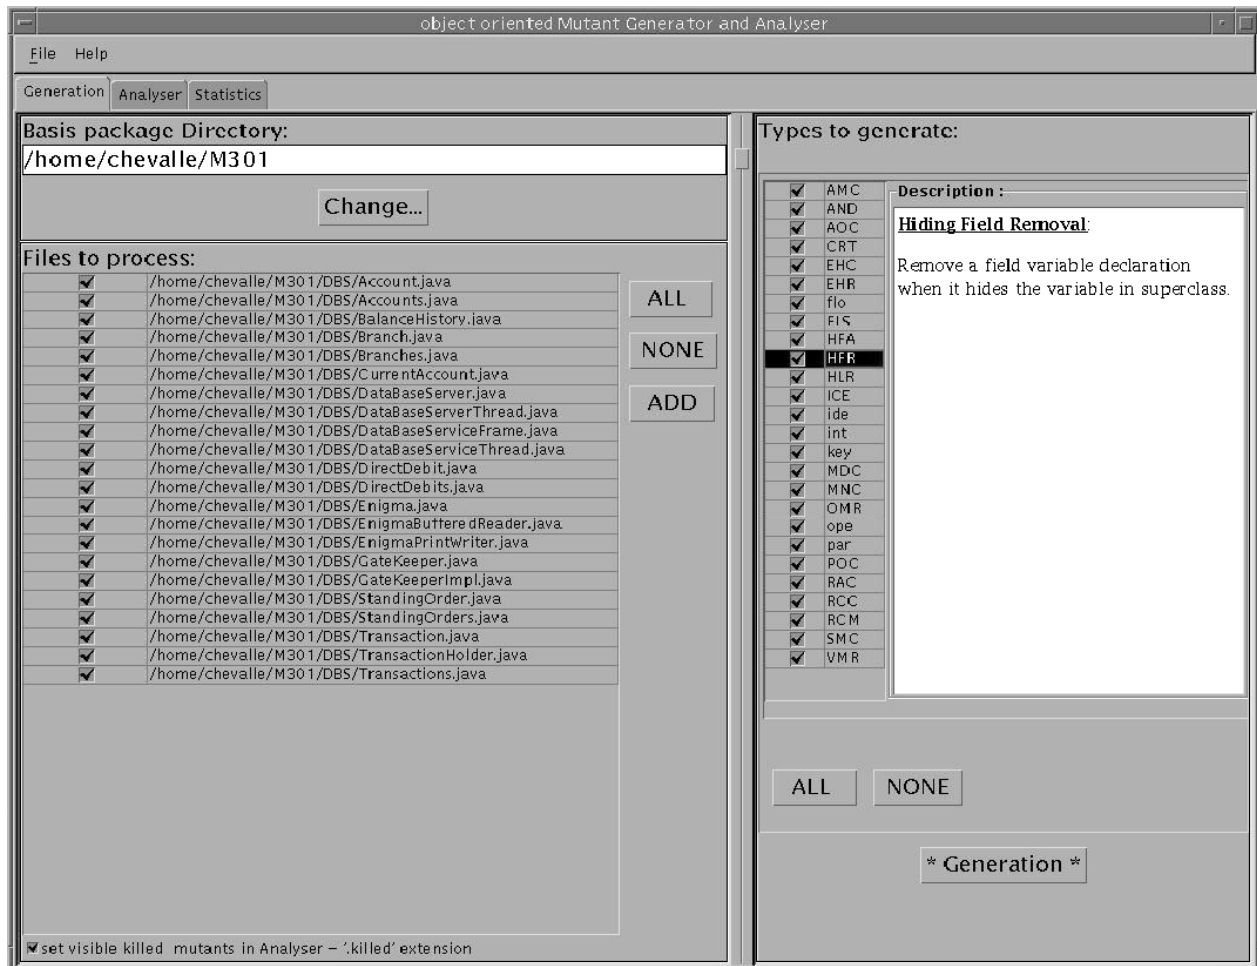 object oriented Mutant Generator and Analyser
File Help
Generation Analyser Statistics
Basis package Directory:
/home/chevalle/M301
Change...
Files to process:
/home/chevalle/M301/DBS/Account.java
/home/chevalle/M301/DBS/Accounts.java
/home/chevalle/M301/DBS/BalanceHistory.java
/home/chevalle/M301/DBS/Branch.java
/home/chevalle/M301/DBS/Branches.java
/home/chevalle/M301/DBS/CurrentAccount.java
/home/chevalle/M301/DBS/DataBaseServer.java
/home/chevalle/M301/DBS/DataBaseServerThread.java
/home/chevalle/M301/DBS/DataBaseServiceFrame.java
/home/chevalle/M301/DBS/DataBaseServiceThread.java
/home/chevalle/M301/DBS/DirectDebit.java
/home/chevalle/M301/DBS/DirectDebits.java
/home/chevalle/M301/DBS/Enigma.java
/home/chevalle/M301/DBS/EnigmaBufferedReader.java
/home/chevalle/M301/DBS/EnigmaPrintWriter.java
/home/chevalle/M301/DBS/GateKeeper.java
/home/chevalle/M301/DBS/GateKeeperImpl.java
/home/chevalle/M301/DBS/StandingOrder.java
/home/chevalle/M301/DBS/StandingOrders.java
/home/chevalle/M301/DBS/Transaction.java
/home/chevalle/M301/DBS/TransactionHolder.java
/home/chevalle/M301/DBS/Transactions.java
ALL
NONE
ADD
set visible killed mutants in Analyser – '.killed' extension
Types to generate:
AMC
AND
AOC
CRT
EHC
EHR
flo
FIS
HFA
HFR
HLR
ICE
ide
int
key
MDC
MNC
OMR
ope
par
POC
RAC
RCC
RCM
SMC
VMR
Description :
Hiding Field Removal:
Remove a field variable declaration
when it hides the variable in superclass.
ALL NONE
* Generation *